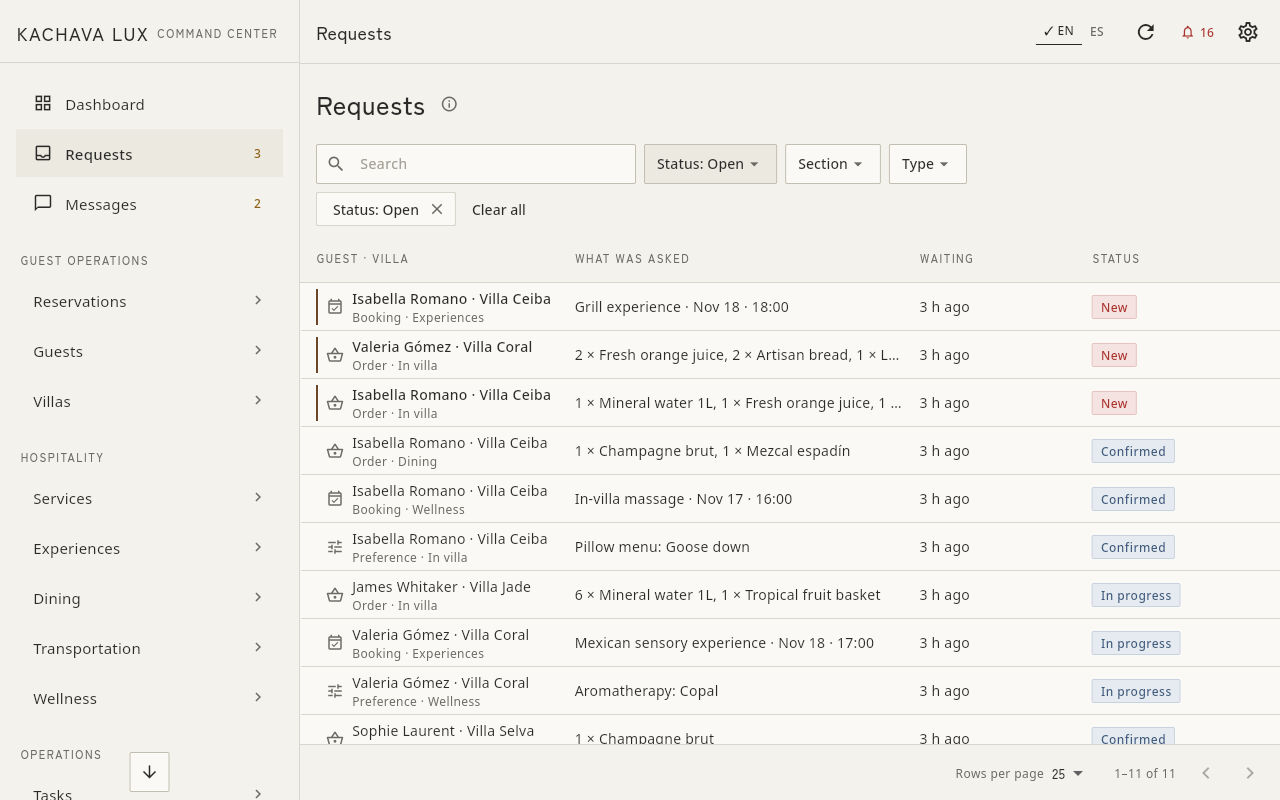 KACHAVA LUX COMMAND CENTER
Requests
✓ EN ES
16
Dashboard
Requests 3
Messages 2
GUEST OPERATIONS
Reservations
Guests
Villas
HOSPITALITY
Services
Experiences
Dining
Transportation
Wellness
OPERATIONS
Tasks
Requests
Search
Status: Open
Section
Type
Status: Open
Clear all
GUEST · VILLA WHAT WAS ASKED WAITING STATUS
Isabella Romano · Villa Ceiba
Booking · Experiences
Grill experience · Nov 18 · 18:00
3 h ago
New
Valeria Gómez · Villa Coral
Order · In villa
2 × Fresh orange juice, 2 × Artisan bread, 1 × L…
3 h ago
New
Isabella Romano · Villa Ceiba
Order · In villa
1 × Mineral water 1L, 1 × Fresh orange juice, 1 …
3 h ago
New
Isabella Romano · Villa Ceiba
Order · Dining
1 × Champagne brut, 1 × Mezcal espadín
3 h ago
Confirmed
Isabella Romano · Villa Ceiba
Booking · Wellness
In-villa massage · Nov 17 · 16:00
3 h ago
Confirmed
Isabella Romano · Villa Ceiba
Preference · In villa
Pillow menu: Goose down
3 h ago
Confirmed
James Whitaker · Villa Jade
Order · In villa
6 × Mineral water 1L, 1 × Tropical fruit basket
3 h ago
In progress
Valeria Gómez · Villa Coral
Booking · Experiences
Mexican sensory experience · Nov 18 · 17:00
3 h ago
In progress
Valeria Gómez · Villa Coral
Preference · Wellness
Aromatherapy: Copal
3 h ago
In progress
Sophie Laurent · Villa Selva
1 × Champagne brut
3 h ago
Confirmed
Rows per page 25 1–11 of 11